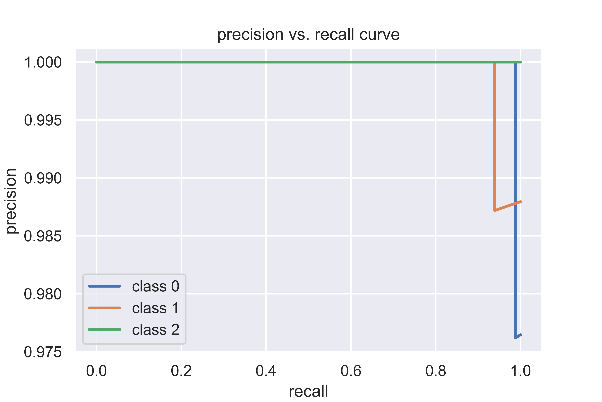 precision vs. recall curve
1.000
0.995
0.990
0.985
0.980
0.975
precision
class 0
class 1
class 2
0.0 0.2 0.4 0.6 0.8 1.0
recall